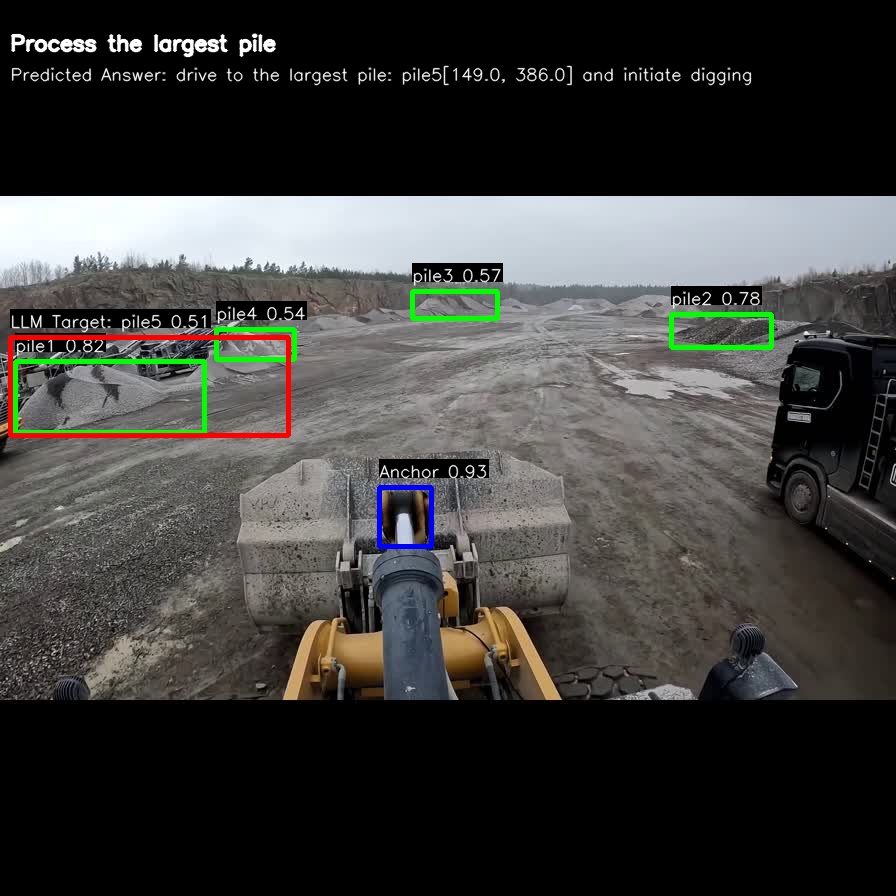 Process the largest pile
Predicted Answer: drive to the largest pile: pile5[149.0, 386.0] and initiate digging
pile3 0.57
pile2 0.78
pile4 0.54
LLM Target: pile5 0.51
pile1 0.82
Anchor 0.93